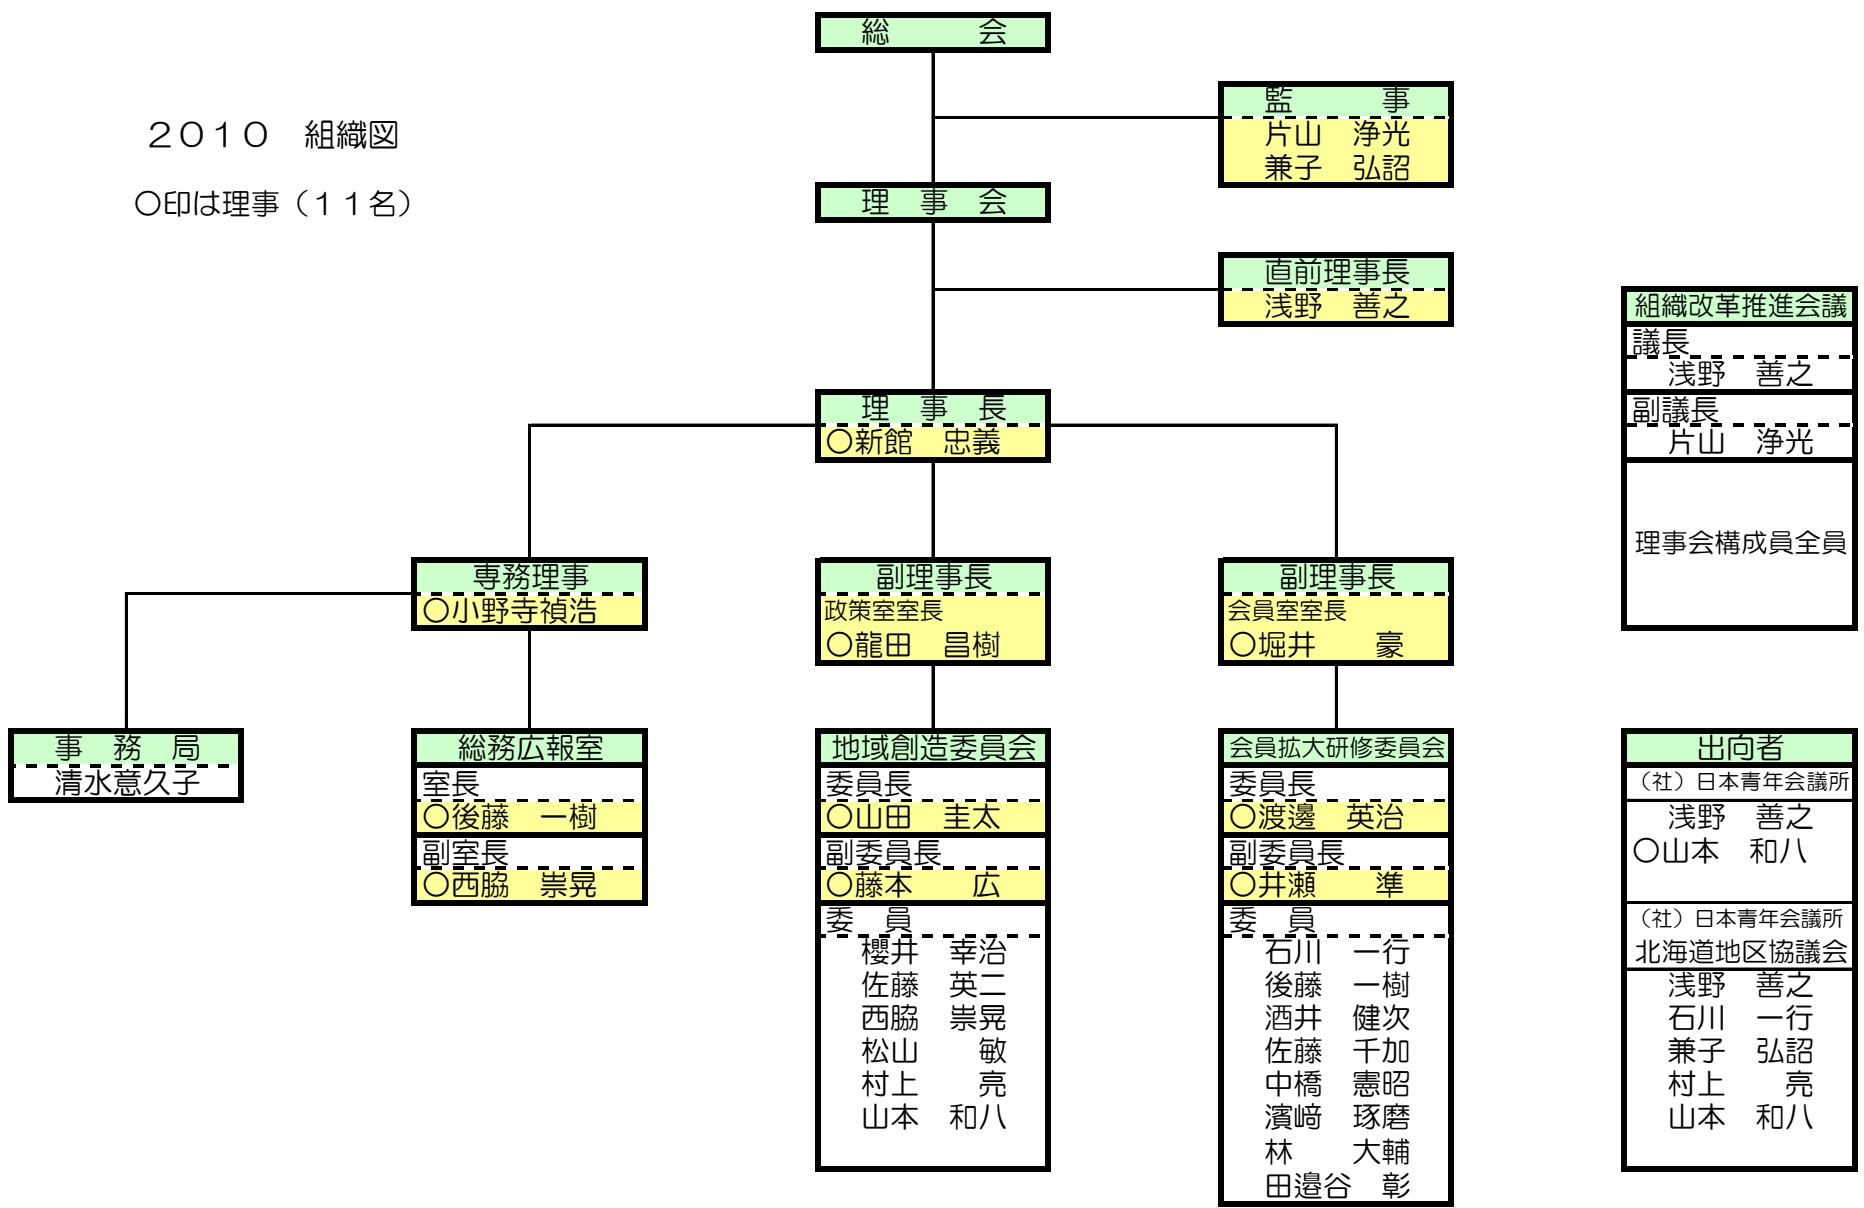 総　会
２０１０　組織図
○印は理事（１１名）
監　事
片山　浄光
兼子　弘詔
理　事　会
直前理事長
浅野　善之
理　事　長
○新館　忠義
専務理事
○小野寺禎浩
副理事長
政策室室長
○龍田　昌樹
副理事長
会員室室長
○堀井　豪
組織改革推進会議
議長
浅野　善之
副議長
片山　浄光
理事会構成員全員
事　務　局
清水意久子
総務広報室
室長
○後藤　一樹
副室長
○西脇　崇晃
地域創造委員会
委員長
○山田　圭太
副委員長
○藤本　広
委　員
櫻井　幸治
佐藤　英二
西脇　崇晃
松山　敏
村上　亮
山本　和八
会員拡大研修委員会
委員長
○渡邊　英治
副委員長
○井瀬　準
委　員
石川　一行
後藤　一樹
酒井　健次
佐藤　千加
中橋　憲昭
濱﨑　琢磨
林　大輔
田邉谷　彰
出向者
（社）日本青年会議所
浅野　善之
○山本　和八
（社）日本青年会議所
北海道地区協議会
浅野　善之
石川　一行
兼子　弘詔
村上　亮
山本　和八